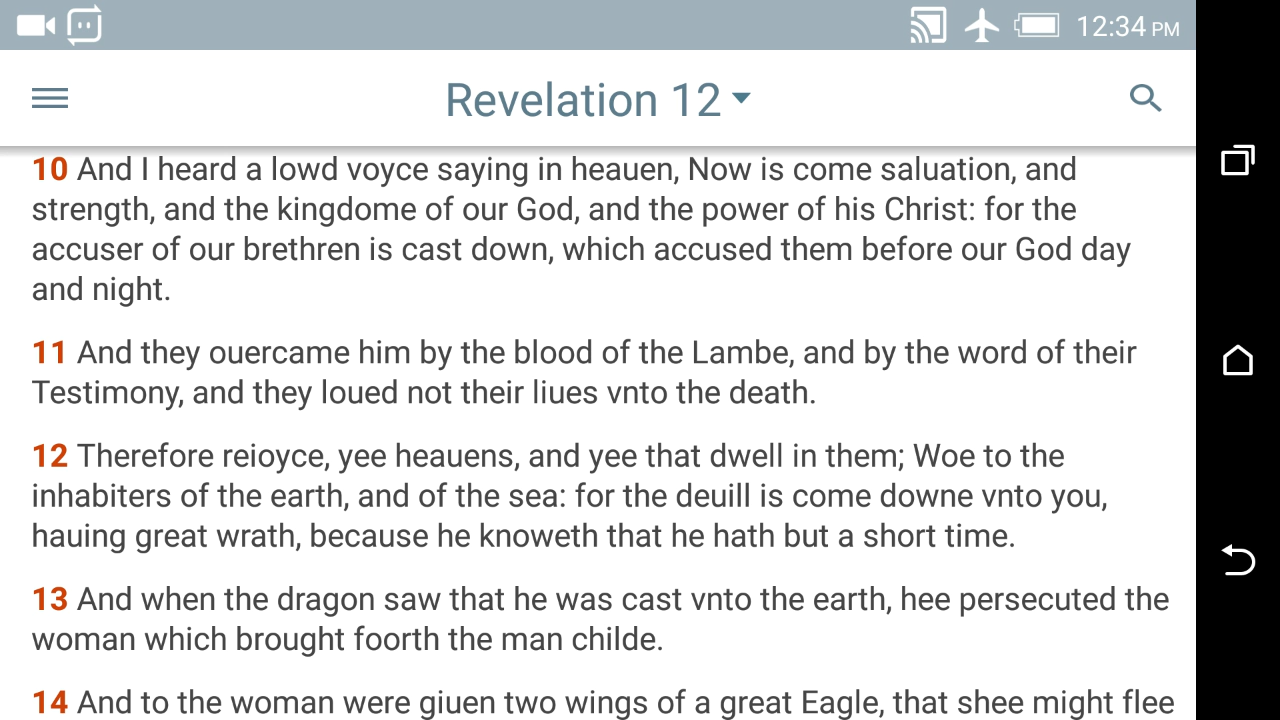 12:34 PM
Revelation 12
10 And I heard a lowd voyce saying in heauen, Now is come saluation, and
strength, and the kingdome of our God, and the power of his Christ: for the
accuser of our brethren is cast down, which accused them before our God day
and night.
11 And they ouercame him by the blood of the Lambe, and by the word of their
Testimony, and they loued not their liues vnto the death.
12 Therefore reioyce, yee heauens, and yee that dwell in them; Woe to the
inhabiters of the earth, and of the sea: for the deuill is come downe vnto you,
hauing great wrath, because he knoweth that he hath but a short time.
13 And when the dragon saw that he was cast vnto the earth, hee persecuted the
woman which brought foorth the man childe.
14 And to the woman were giuen two wings of a great Eagle, that shee might flee